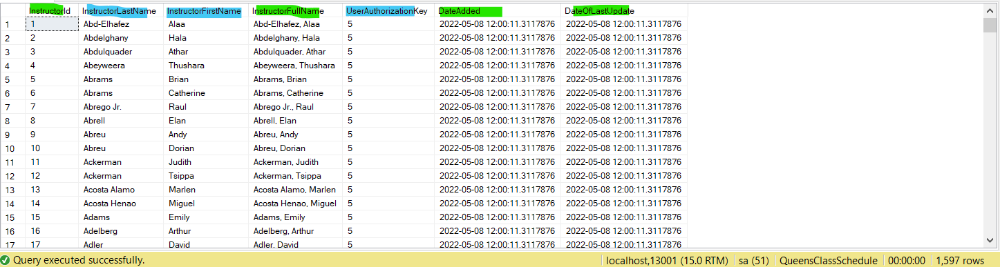 InstructorId InstructorLastName InstructorFirstName InstructorFullName UserAuthorizationKey DateAdded DateOfLastUpdate
1 1 Abd-Elhafez Alaa Abd-Elhafez, Alaa 5 2022-05-08 12:00:11.3117876 2022-05-08 12:00:11.3117876
2 2 Abdelghany Hala Abdelghany, Hala 5 2022-05-08 12:00:11.3117876 2022-05-08 12:00:11.3117876
3 3 Abdulquader Athar Abdulquader, Athar 5 2022-05-08 12:00:11.3117876 2022-05-08 12:00:11.3117876
4 4 Abeyweera Thushara Abeyweera, Thushara 5 2022-05-08 12:00:11.3117876 2022-05-08 12:00:11.3117876
5 5 Abrams Brian Abrams, Brian 5 2022-05-08 12:00:11.3117876 2022-05-08 12:00:11.3117876
6 6 Abrams Catherine Abrams, Catherine 5 2022-05-08 12:00:11.3117876 2022-05-08 12:00:11.3117876
7 7 Abrego Jr. Raul Abrego Jr., Raul 5 2022-05-08 12:00:11.3117876 2022-05-08 12:00:11.3117876
8 8 Abrell Elan Abrell, Elan 5 2022-05-08 12:00:11.3117876 2022-05-08 12:00:11.3117876
9 9 Abreu Andy Abreu, Andy 5 2022-05-08 12:00:11.3117876 2022-05-08 12:00:11.3117876
10 10 Abreu Dorian Abreu, Dorian 5 2022-05-08 12:00:11.3117876 2022-05-08 12:00:11.3117876
11 11 Ackerman Judith Ackerman, Judith 5 2022-05-08 12:00:11.3117876 2022-05-08 12:00:11.3117876
12 12 Ackerman Tsippa Ackerman, Tsippa 5 2022-05-08 12:00:11.3117876 2022-05-08 12:00:11.3117876
13 13 Acosta Alamo Marlen Acosta Alamo, Marlen 5 2022-05-08 12:00:11.3117876 2022-05-08 12:00:11.3117876
14 14 Acosta Henao Miguel Acosta Henao, Miguel 5 2022-05-08 12:00:11.3117876 2022-05-08 12:00:11.3117876
15 15 Adams Emily Adams, Emily 5 2022-05-08 12:00:11.3117876 2022-05-08 12:00:11.3117876
16 16 Adelberg Arthur Adelberg, Arthur 5 2022-05-08 12:00:11.3117876 2022-05-08 12:00:11.3117876
17 17 Adler David Adler, David 5 2022-05-08 12:00:11.3117876 2022-05-08 12:00:11.3117876
Query executed successfully. localhost,13001 (15.0 RTM) sa (51) QueensClassSchedule 00:00:00 1,597 rows